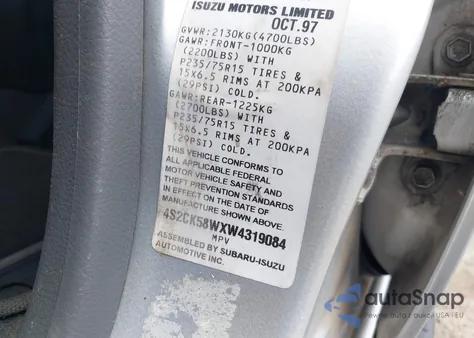 ISUZU MOTORS LIMITED
OCT.97
GVWR:2130KG(4700LBS)
GAWR:FRONT-1000KG
(2200LBS) WITH
P235/75R15 TIRES &
15X6.5 RIMS AT 200KPA
(29PSI) COLD.
GAWR:REAR-1225KG
(2700LBS) WITH
P235/75R15 TIRES &
15X6.5 RIMS AT 200KPA
(29PSI) COLD.
THIS VEHICLE CONFORMS TO
ALL APPLICABLE FEDERAL
MOTOR VEHICLE SAFETY AND
THEFT PREVENTION STANDARDS
IN EFFECT ON THE DATE OF
MANUFACTURE SHOWN ABOVE.
4S2CK58WXW4319084
MPV
ASSEMBLED BY SUBARU-ISUZU
AUTOMOTIVE INC.
autoSnap